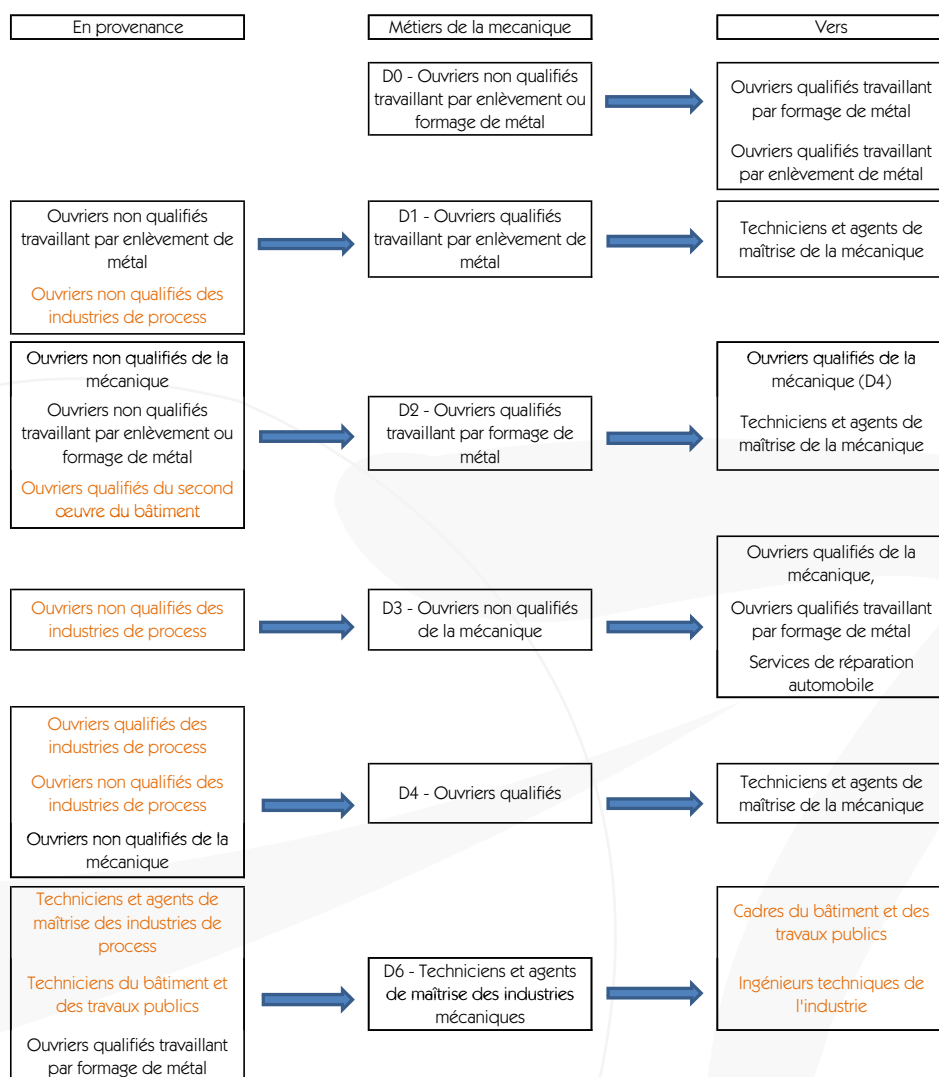 En provenance
Métiers de la mecanique
Vers
D0 - Ouvriers non qualifiés
travaillant par enlèvement ou
formage de métal
Ouvriers qualifiés travaillant
par formage de métal
Ouvriers qualifiés travaillant
par enlèvement de métal
Ouvriers non qualifiés
travaillant par enlèvement de
métal
Ouvriers non qualifiés des
industries de process
D1 - Ouvriers qualifiés
travaillant par enlèvement de
métal
Techniciens et agents de
maîtrise de la mécanique
Ouvriers non qualifiés de la
mécanique
Ouvriers non qualifiés
travaillant par enlèvement ou
formage de métal
Ouvriers qualifiés du second
œuvre du bâtiment
D2 - Ouvriers qualifiés
travaillant par formage de
métal
Ouvriers qualifiés de la
mécanique (D4)
Techniciens et agents de
maîtrise de la mécanique
Ouvriers non qualifiés des
industries de process
D3 - Ouvriers non qualifiés
de la mécanique
Ouvriers qualifiés de la
mécanique,
Ouvriers qualifiés travaillant
par formage de métal
Services de réparation
automobile
Ouvriers qualifiés des
industries de process
Ouvriers non qualifiés des
industries de process
Ouvriers non qualifiés de la
mécanique
D4 - Ouvriers qualifiés
Techniciens et agents de
maîtrise de la mécanique
Techniciens et agents de
maîtrise des industries de
process
Techniciens du bâtiment et
des travaux publics
Ouvriers qualifiés travaillant
par formage de métal
D6 - Techniciens et agents
de maîtrise des industries
mécaniques
Cadres du bâtiment et des
travaux publics
Ingénieurs techniques de
l'industrie